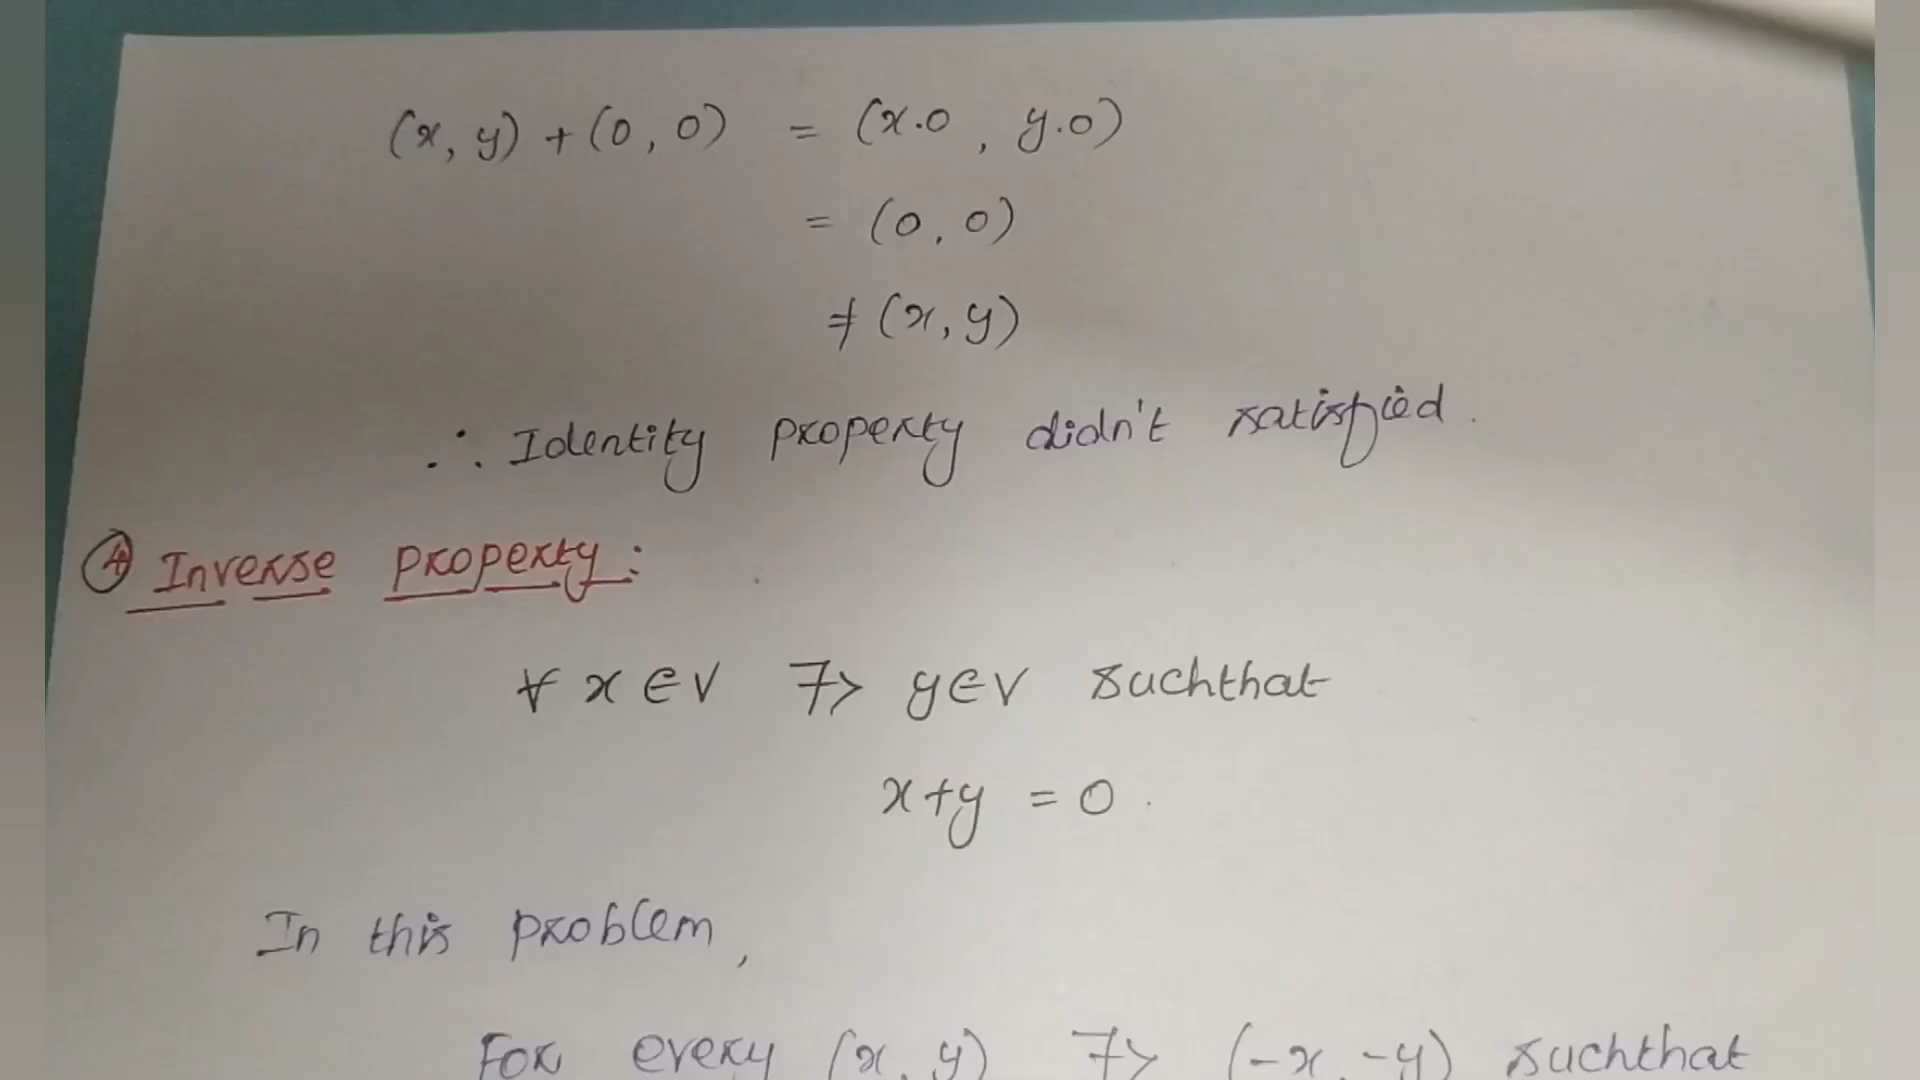 (x, y) + (0, 0) = (x.0 , y.0)
= (0, 0)
≠ (x, y)
∴ Identity property didn't satisfied.
④ Inverse property:
∀ x ∈ V ∃> y ∈ V suchthat
x+y = 0.
In this problem,
For every (x, y) ∃> (-x, -y) suchthat